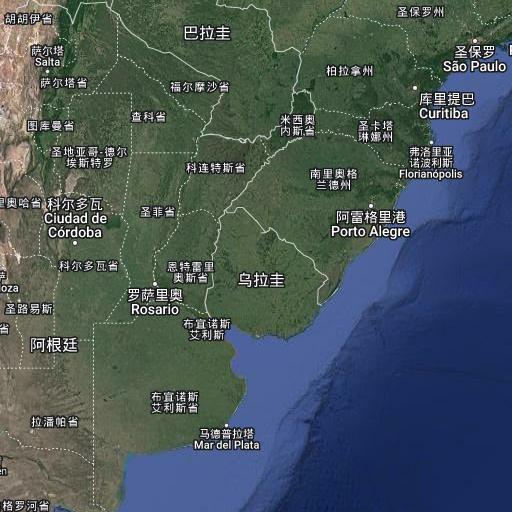 胡胡伊省
巴拉圭
圣保罗州
萨尔塔
Salta
圣保罗
São Paulo
萨尔塔省
福尔摩沙省
柏拉拿州
库里提巴
Curitiba
图库曼省
查科省
米西奥
内斯省
圣卡塔
琳娜州
圣地亚哥-德尔
埃斯特罗
科连特斯省
弗洛里亚
诺波利斯
Florianópolis
南里奥格
兰德州
里奥哈省
科尔多瓦
Ciudad de
Córdoba
圣菲省
阿雷格里港
Porto Alegre
科尔多瓦省
恩特雷里
奥斯省
乌拉圭
圣路易斯
罗萨里奥
Rosario
布宜诺斯
艾利斯
阿根廷
布宜诺斯
艾利斯省
拉潘帕省
马德普拉塔
Mar del Plata
格罗河省